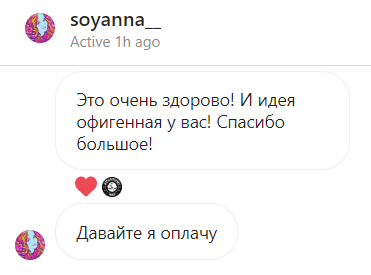 soyanna__
Active 1h ago
Это очень здорово! И идея
офигенная у вас! Спасибо
большое!
Давайте я оплачу